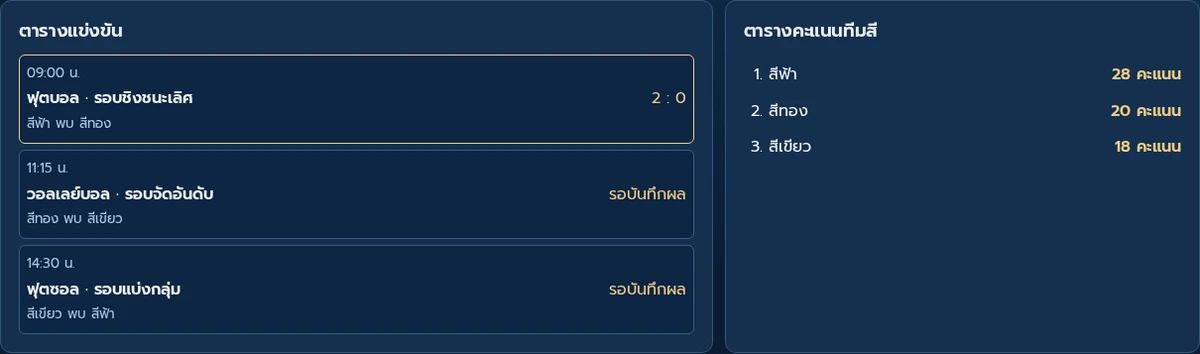 ตารางแข่งขัน
09:00 น.
ฟุตบอล · รอบชิงชนะเลิศ
2 : 0
สีฟ้า พบ สีทอง
11:15 น.
วอลเลย์บอล · รอบจัดอันดับ
รอบันทึกผล
สีทอง พบ สีเขียว
14:30 น.
ฟุตซอล · รอบแบ่งกลุ่ม
รอบันทึกผล
สีเขียว พบ สีฟ้า
ตารางคะแนนทีมสี
1. สีฟ้า 28 คะแนน
2. สีทอง 20 คะแนน
3. สีเขียว 18 คะแนน